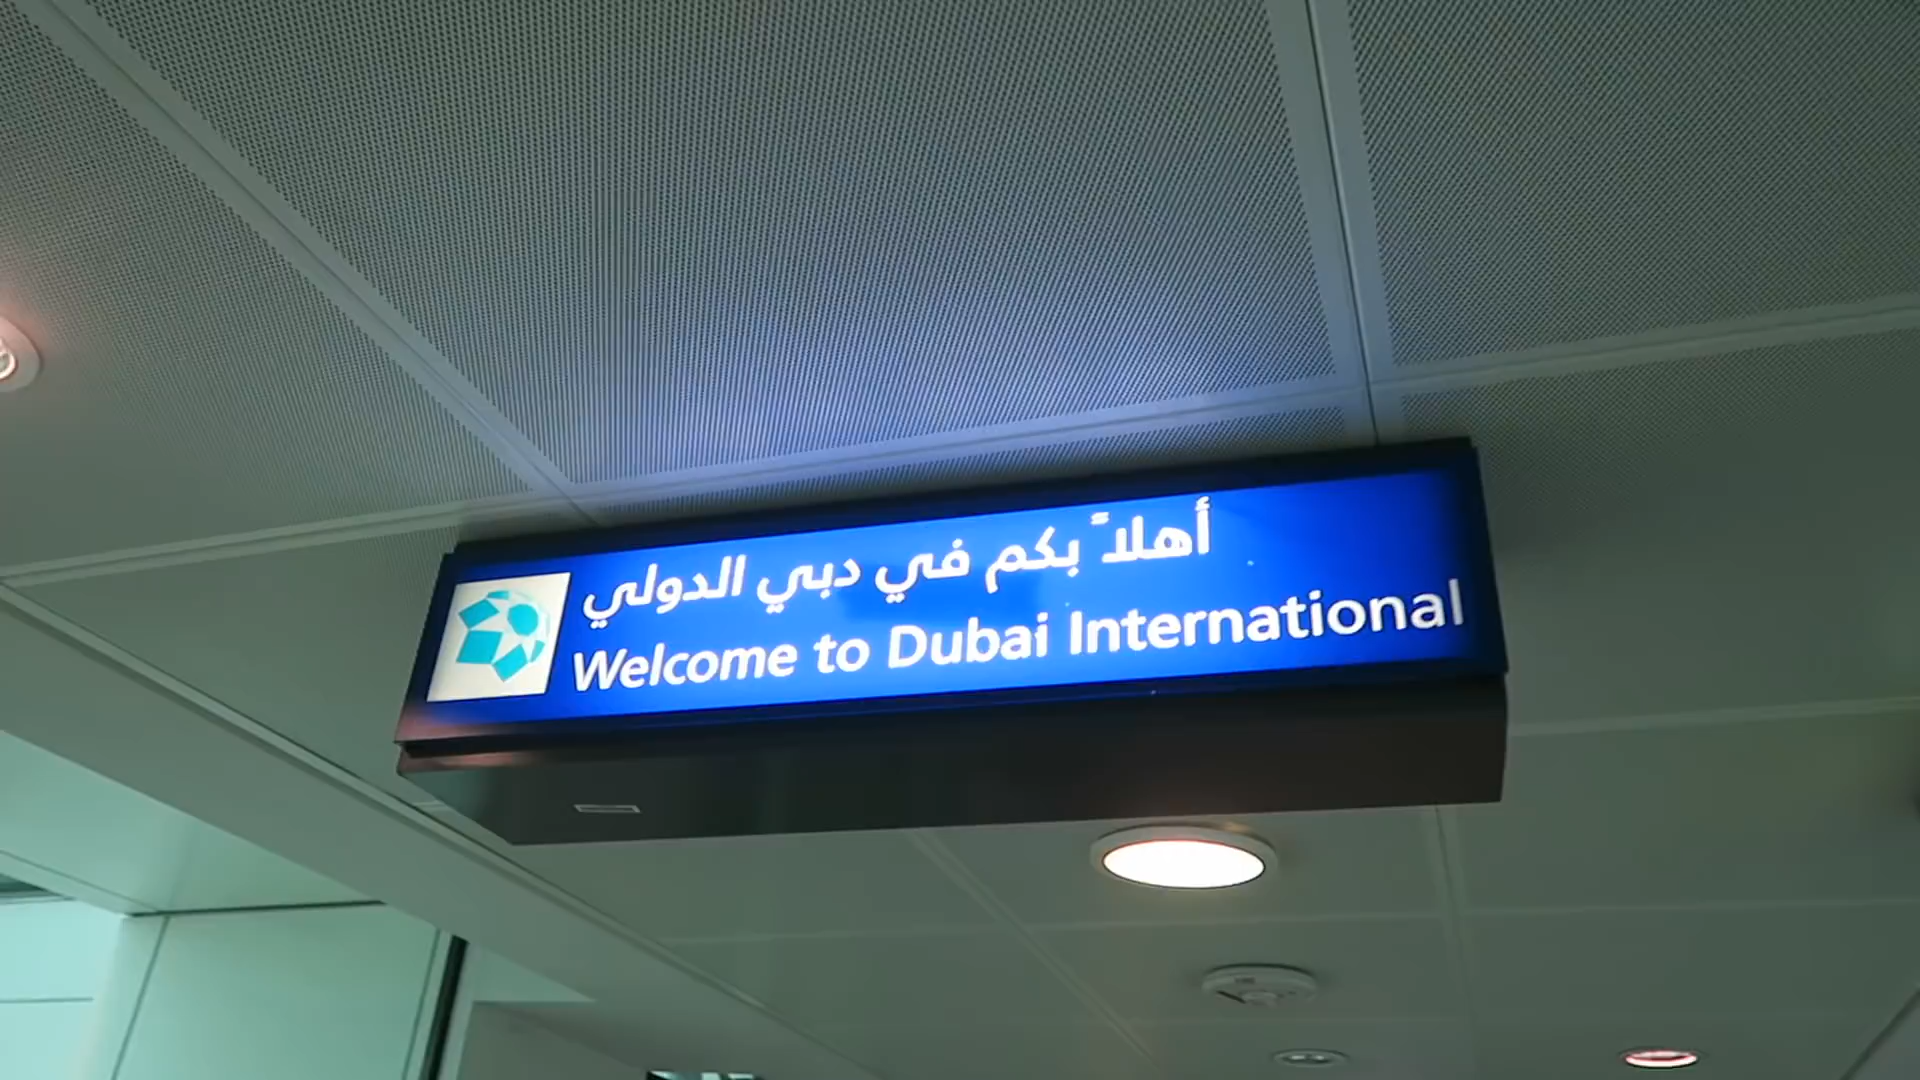 أهلاً بكم في دبي الدولي
Welcome to Dubai International